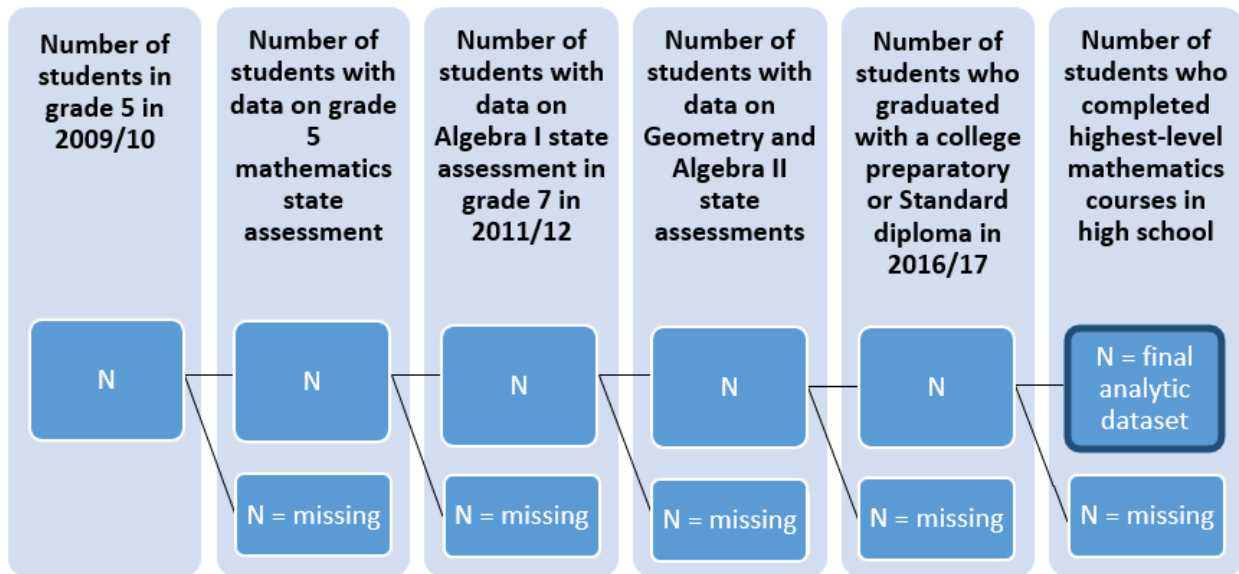 Number of
students in
grade 5 in
2009/10
Number of
students with
data on grade
5
mathematics
state
assessment
Number of
students with
data on
Algebra I state
assessment in
grade 7 in
2011/12
Number of
students with
data on
Geometry and
Algebra II
state
assessments
Number of
students who
graduated
with a college
preparatory
or Standard
diploma in
2016/17
Number of
students who
completed
highest-level
mathematics
courses in
high school
N
N
N
N
N
N = final
analytic
dataset
N = missing
N = missing
N = missing
N = missing
N = missing